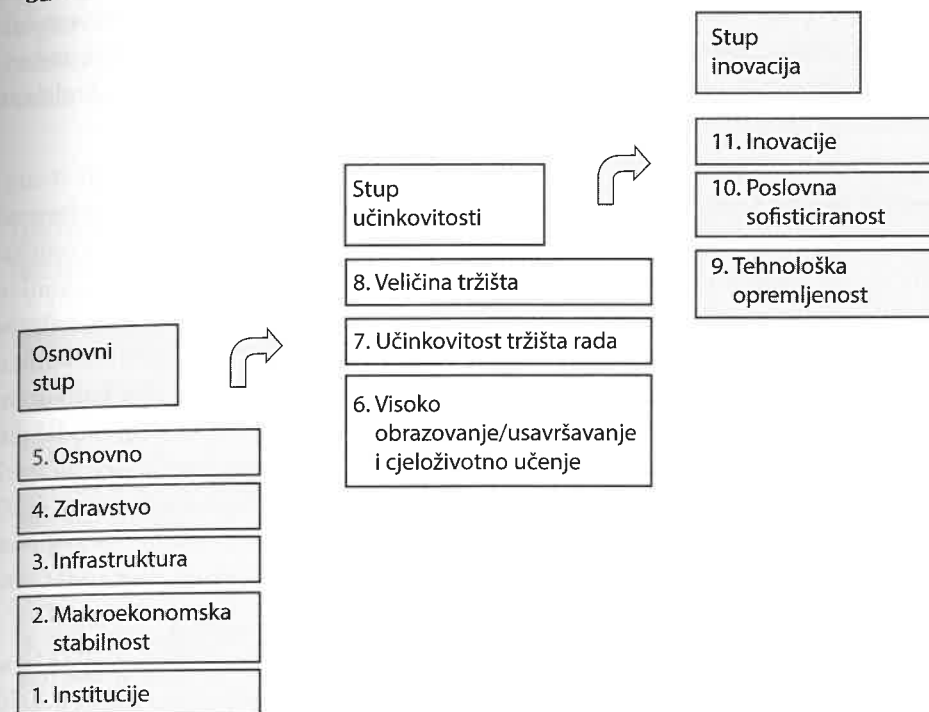 Stup
inovacija
11. Inovacije
10. Poslovna
sofisticiranost
9. Tehnološka
opremljenost
Stup
učinkovitosti
8. Veličina tržišta
7. Učinkovitost tržišta rada
6. Visoko
obrazovanje/usavršavanje
i cjeloživotno učenje
Osnovni
stup
5. Osnovno
4. Zdravstvo
3. Infrastruktura
2. Makroekonomska
stabilnost
1. Institucije